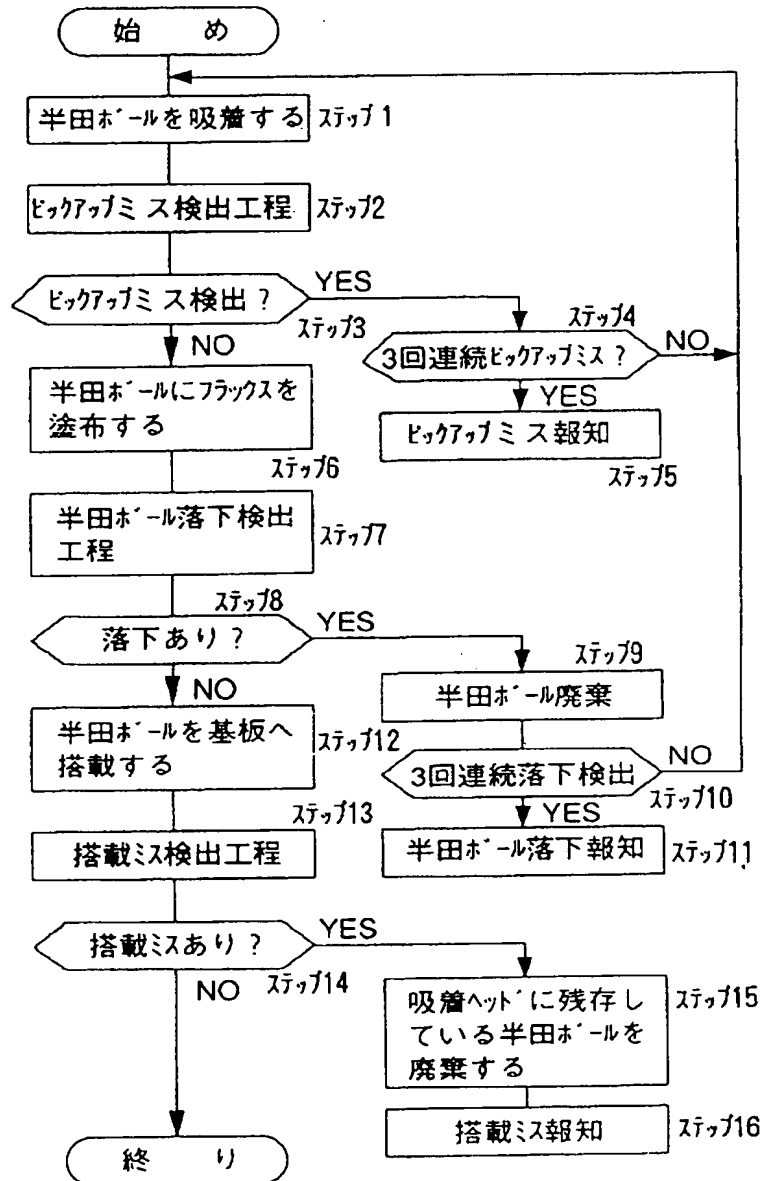 始 め
半田ボールを吸着する ステップ1
ピックアップミス検出工程 ステップ2
ピックアップミス検出? YES
ステップ3
NO
ステップ4
3回連続ピックアップミス? NO
YES
ピックアップミス報知
ステップ5
半田ボールにフラックスを
塗布する
ステップ6
半田ボール落下検出
工程
ステップ7
ステップ8
落下あり? YES
NO
ステップ9
半田ボール廃棄
3回連続落下検出 NO
ステップ10
YES
半田ボール落下報知 ステップ11
半田ボールを基板へ
搭載する
ステップ12
ステップ13
搭載ミス検出工程
搭載ミスあり? YES
ステップ14
NO
吸着ヘッドに残存し
ている半田ボールを
廃棄する
ステップ15
搭載ミス報知 ステップ16
終 り